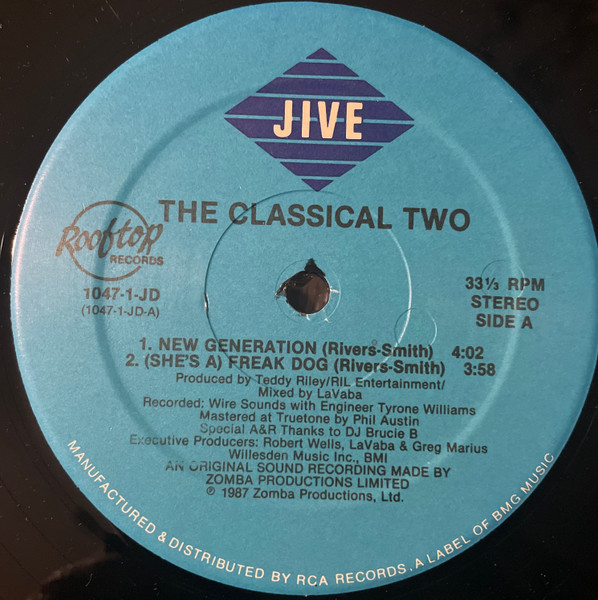 JIVE
THE CLASSICAL TWO
Rooftop
RECORDS
1047-1-JD
(1047-1-JD-A)
33⅓ RPM
STEREO
SIDE A
1. NEW GENERATION (Rivers-Smith) 4:02
2. (SHE'S A) FREAK DOG (Rivers-Smith) 3:58
Produced by Teddy Riley/RIL Entertainment/
Mixed by LaVaba
Recorded: Wire Sounds with Engineer Tyrone Williams
Mastered at Truetone by Phil Austin
Special A&R Thanks to DJ Brucie B
Executive Producers: Robert Wells, LaVaba & Greg Marius
Willesden Music Inc., BMI
AN ORIGINAL SOUND RECORDING MADE BY
ZOMBA PRODUCTIONS LIMITED
℗ 1987 Zomba Productions, Ltd.
MANUFACTURED & DISTRIBUTED BY RCA RECORDS, A LABEL OF BMG MUSIC